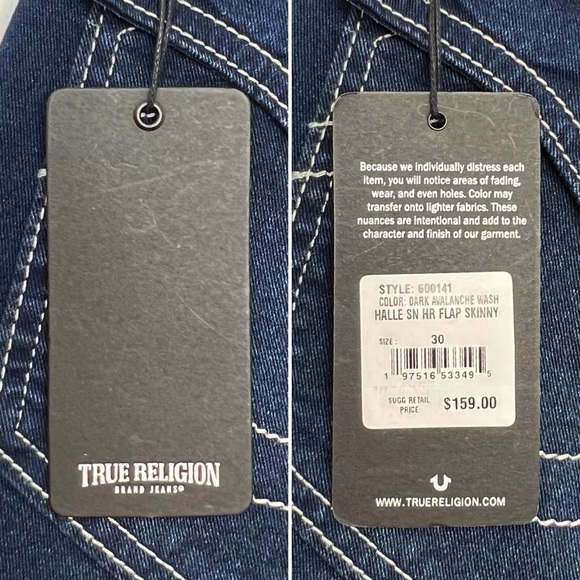 TRUE RELIGION
BRAND JEANS®
Because we individually distress each
item, you will notice areas of fading,
wear, and even holes. Color may
transfer onto lighter fabrics. These
nuances are intentional and add to the
character and finish of our garment.
STYLE: 600141
COLOR: DARK AVALANCHE WASH
HALLE SN HR FLAP SKINNY
SIZE: 30
1 97516 53349 5
SUGG RETAIL
PRICE $159.00
WWW.TRUERELIGION.COM